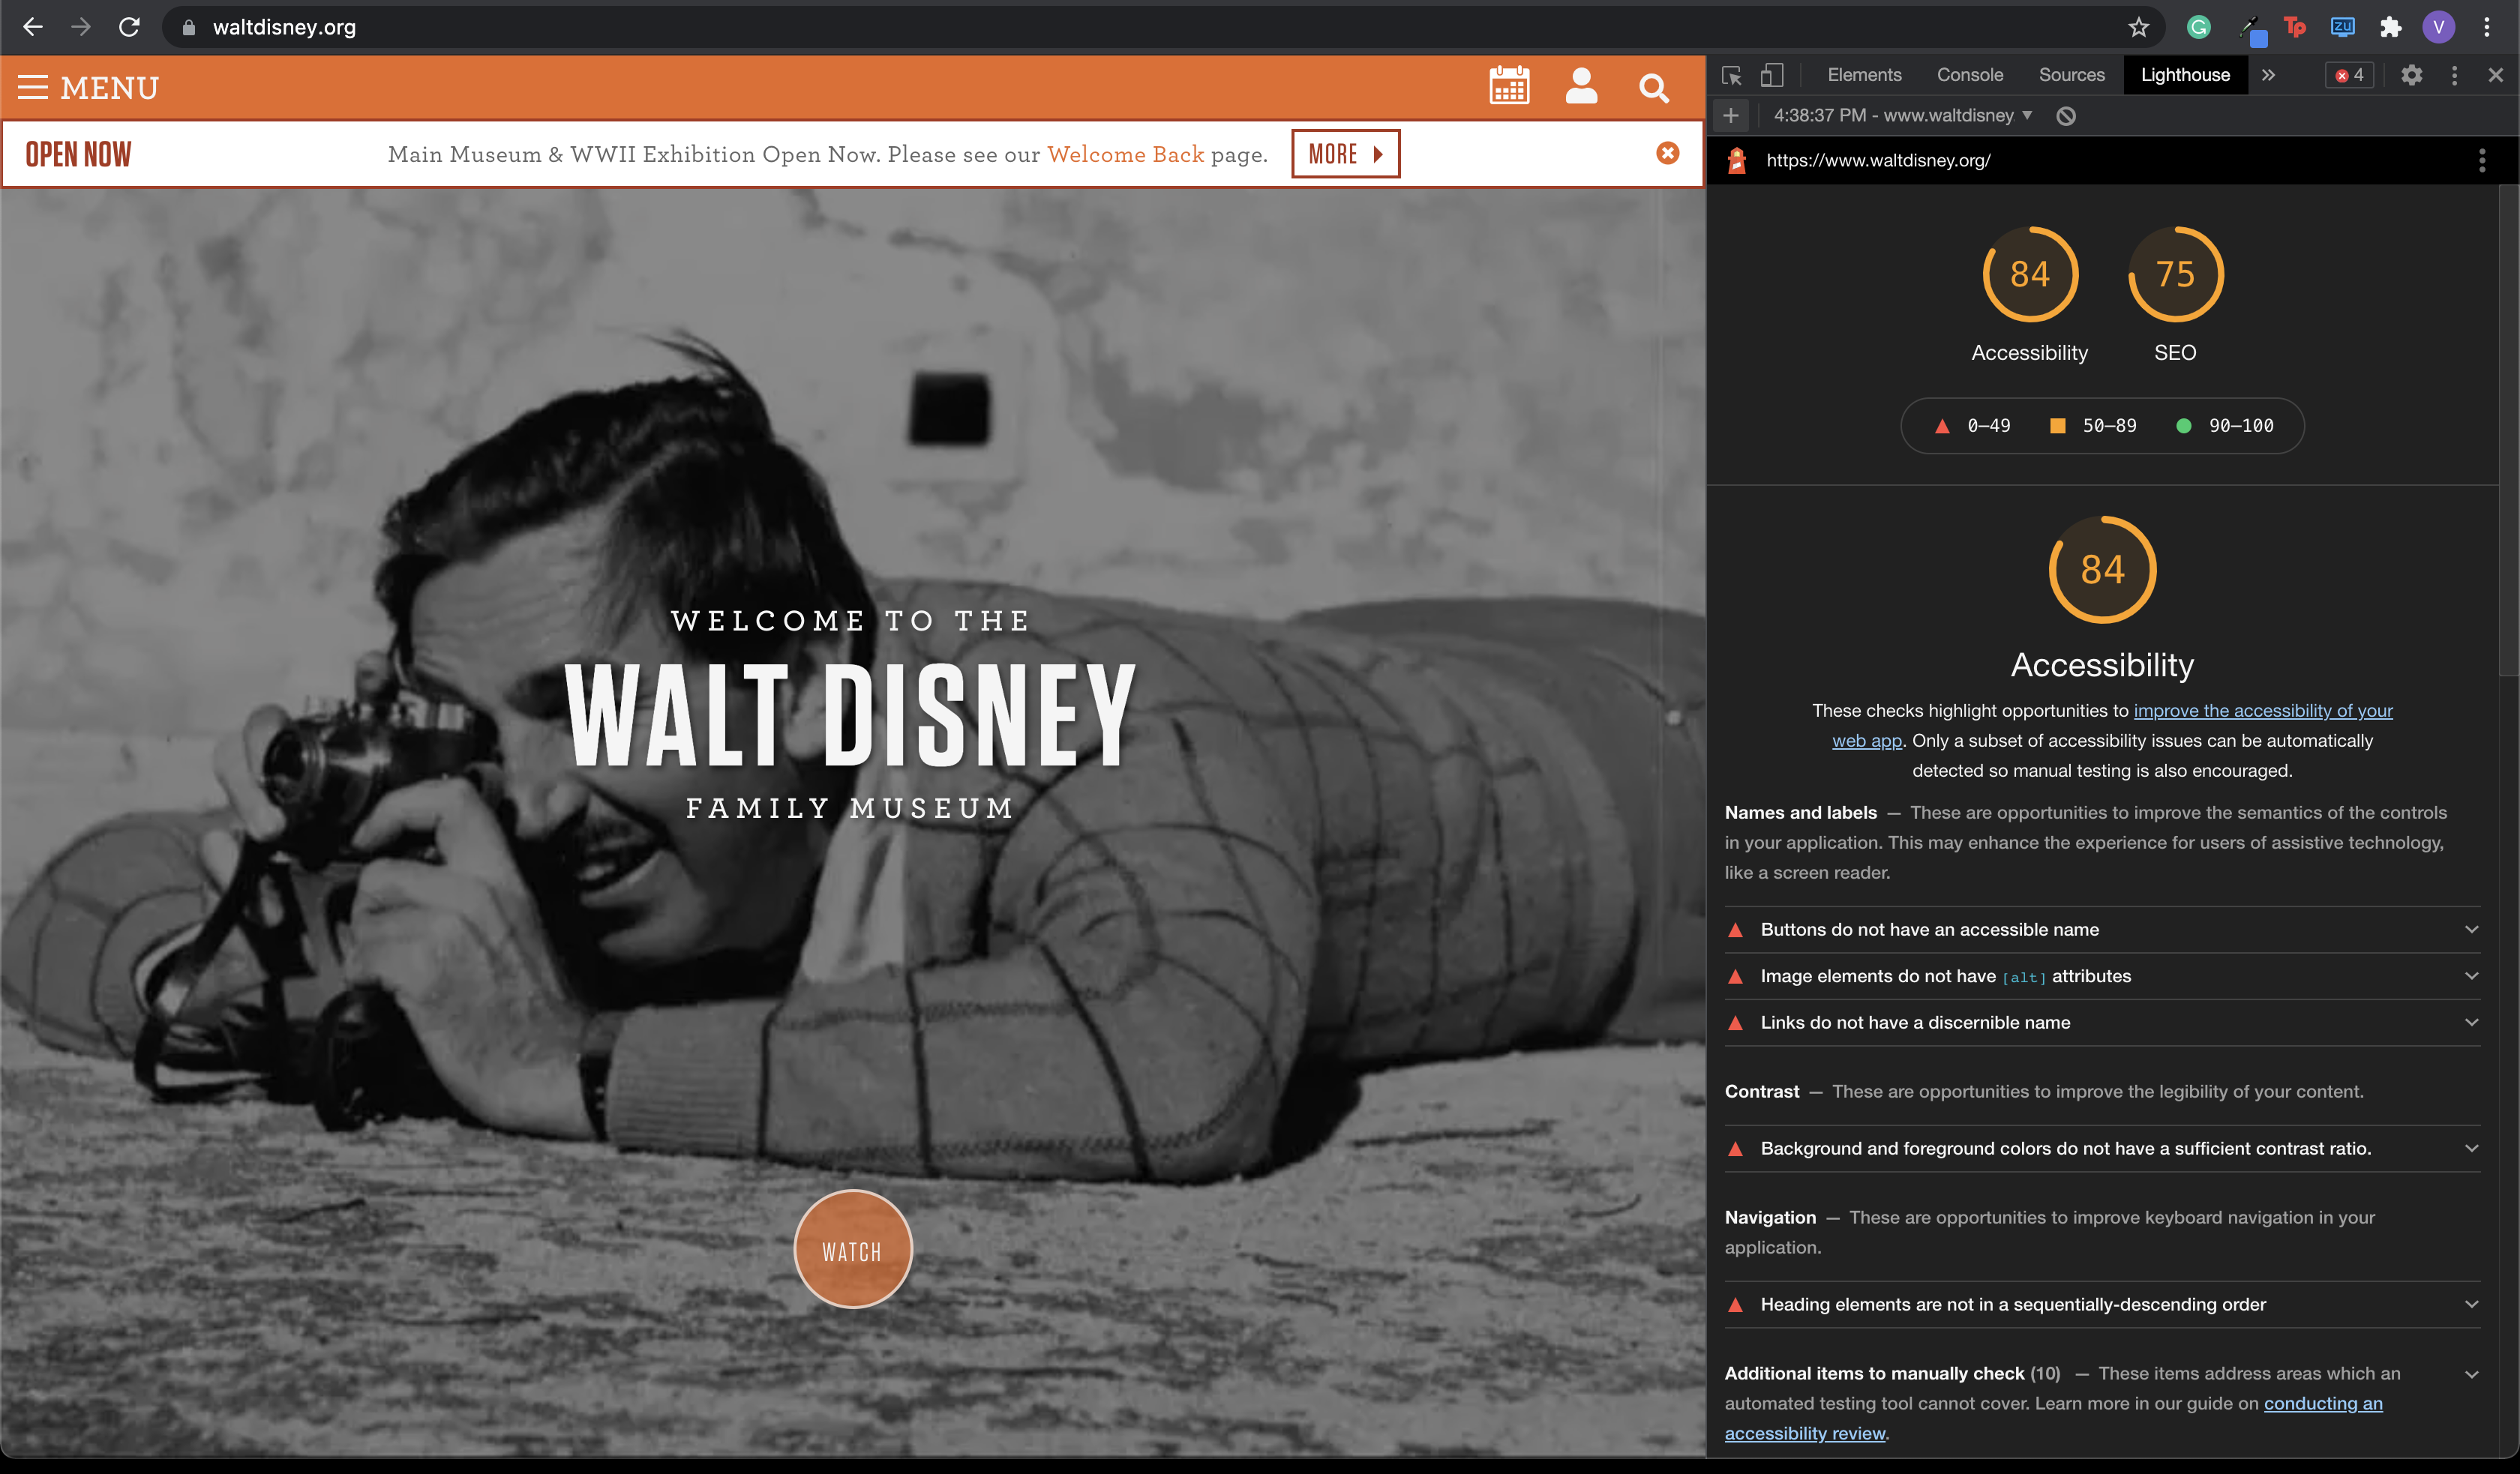 waltdisney.org
Tp
ZU
V
MENU
OPEN NOW
Main Museum & WWII Exhibition Open Now. Please see our Welcome Back page.
MORE
WELCOME TO THE
WALT DISNEY
FAMILY MUSEUM
WATCH
Elements Console Sources Lighthouse » 4
4:38:37 PM - www.waltdisney
https://www.waltdisney.org/
84 75
Accessibility SEO
0–49 50–89 90–100
84
Accessibility
These checks highlight opportunities to improve the accessibility of your
web app. Only a subset of accessibility issues can be automatically
detected so manual testing is also encouraged.
Names and labels — These are opportunities to improve the semantics of the controls
in your application. This may enhance the experience for users of assistive technology,
like a screen reader.
Buttons do not have an accessible name
Image elements do not have [alt] attributes
Links do not have a discernible name
Contrast — These are opportunities to improve the legibility of your content.
Background and foreground colors do not have a sufficient contrast ratio.
Navigation — These are opportunities to improve keyboard navigation in your
application.
Heading elements are not in a sequentially-descending order
Additional items to manually check (10) — These items address areas which an
automated testing tool cannot cover. Learn more in our guide on conducting an
accessibility review.